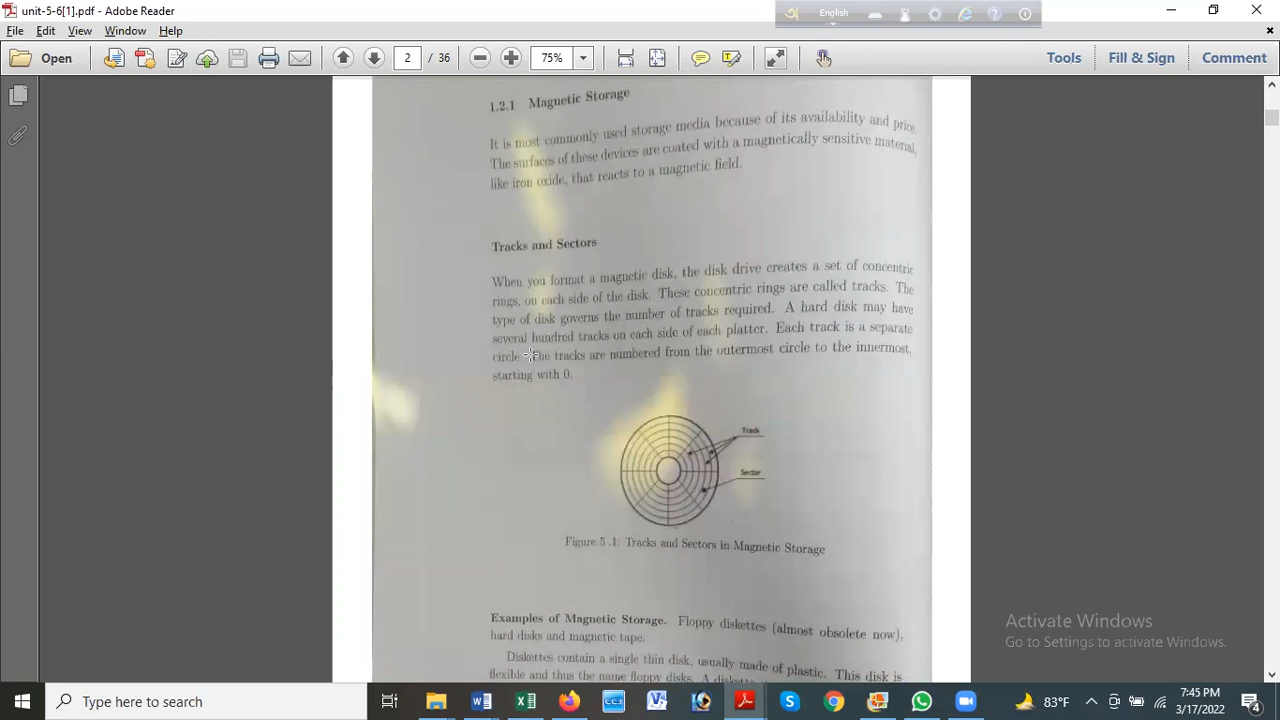 unit-5-6[1].pdf - Adobe Reader
English
File Edit View Window Help
Open
2 / 36
75%
Tools
Fill & Sign
Comment
1.2.1 Magnetic Storage
It is most commonly used storage media because of its availability and price.
The surfaces of these devices are coated with a magnetically sensitive material,
like iron oxide, that reacts to a magnetic field.
Tracks and Sectors
When you format a magnetic disk, the disk drive creates a set of concentric
rings, on each side of the disk. These concentric rings are called tracks. The
type of disk governs the number of tracks required. A hard disk may have
several hundred tracks on each side of each platter. Each track is a separate
circle. The tracks are numbered from the outermost circle to the innermost,
starting with 0.
Track
Sector
Figure 5 .1: Tracks and Sectors in Magnetic Storage
Examples of Magnetic Storage. Floppy diskettes (almost obsolete now),
hard disks and magnetic tape.
Diskettes contain a single thin disk, usually made of plastic. This disk is
flexible and thus the name floppy disks. A diskette
Activate Windows
Go to Settings to activate Windows.
Type here to search
83°F
7:45 PM
3/17/2022